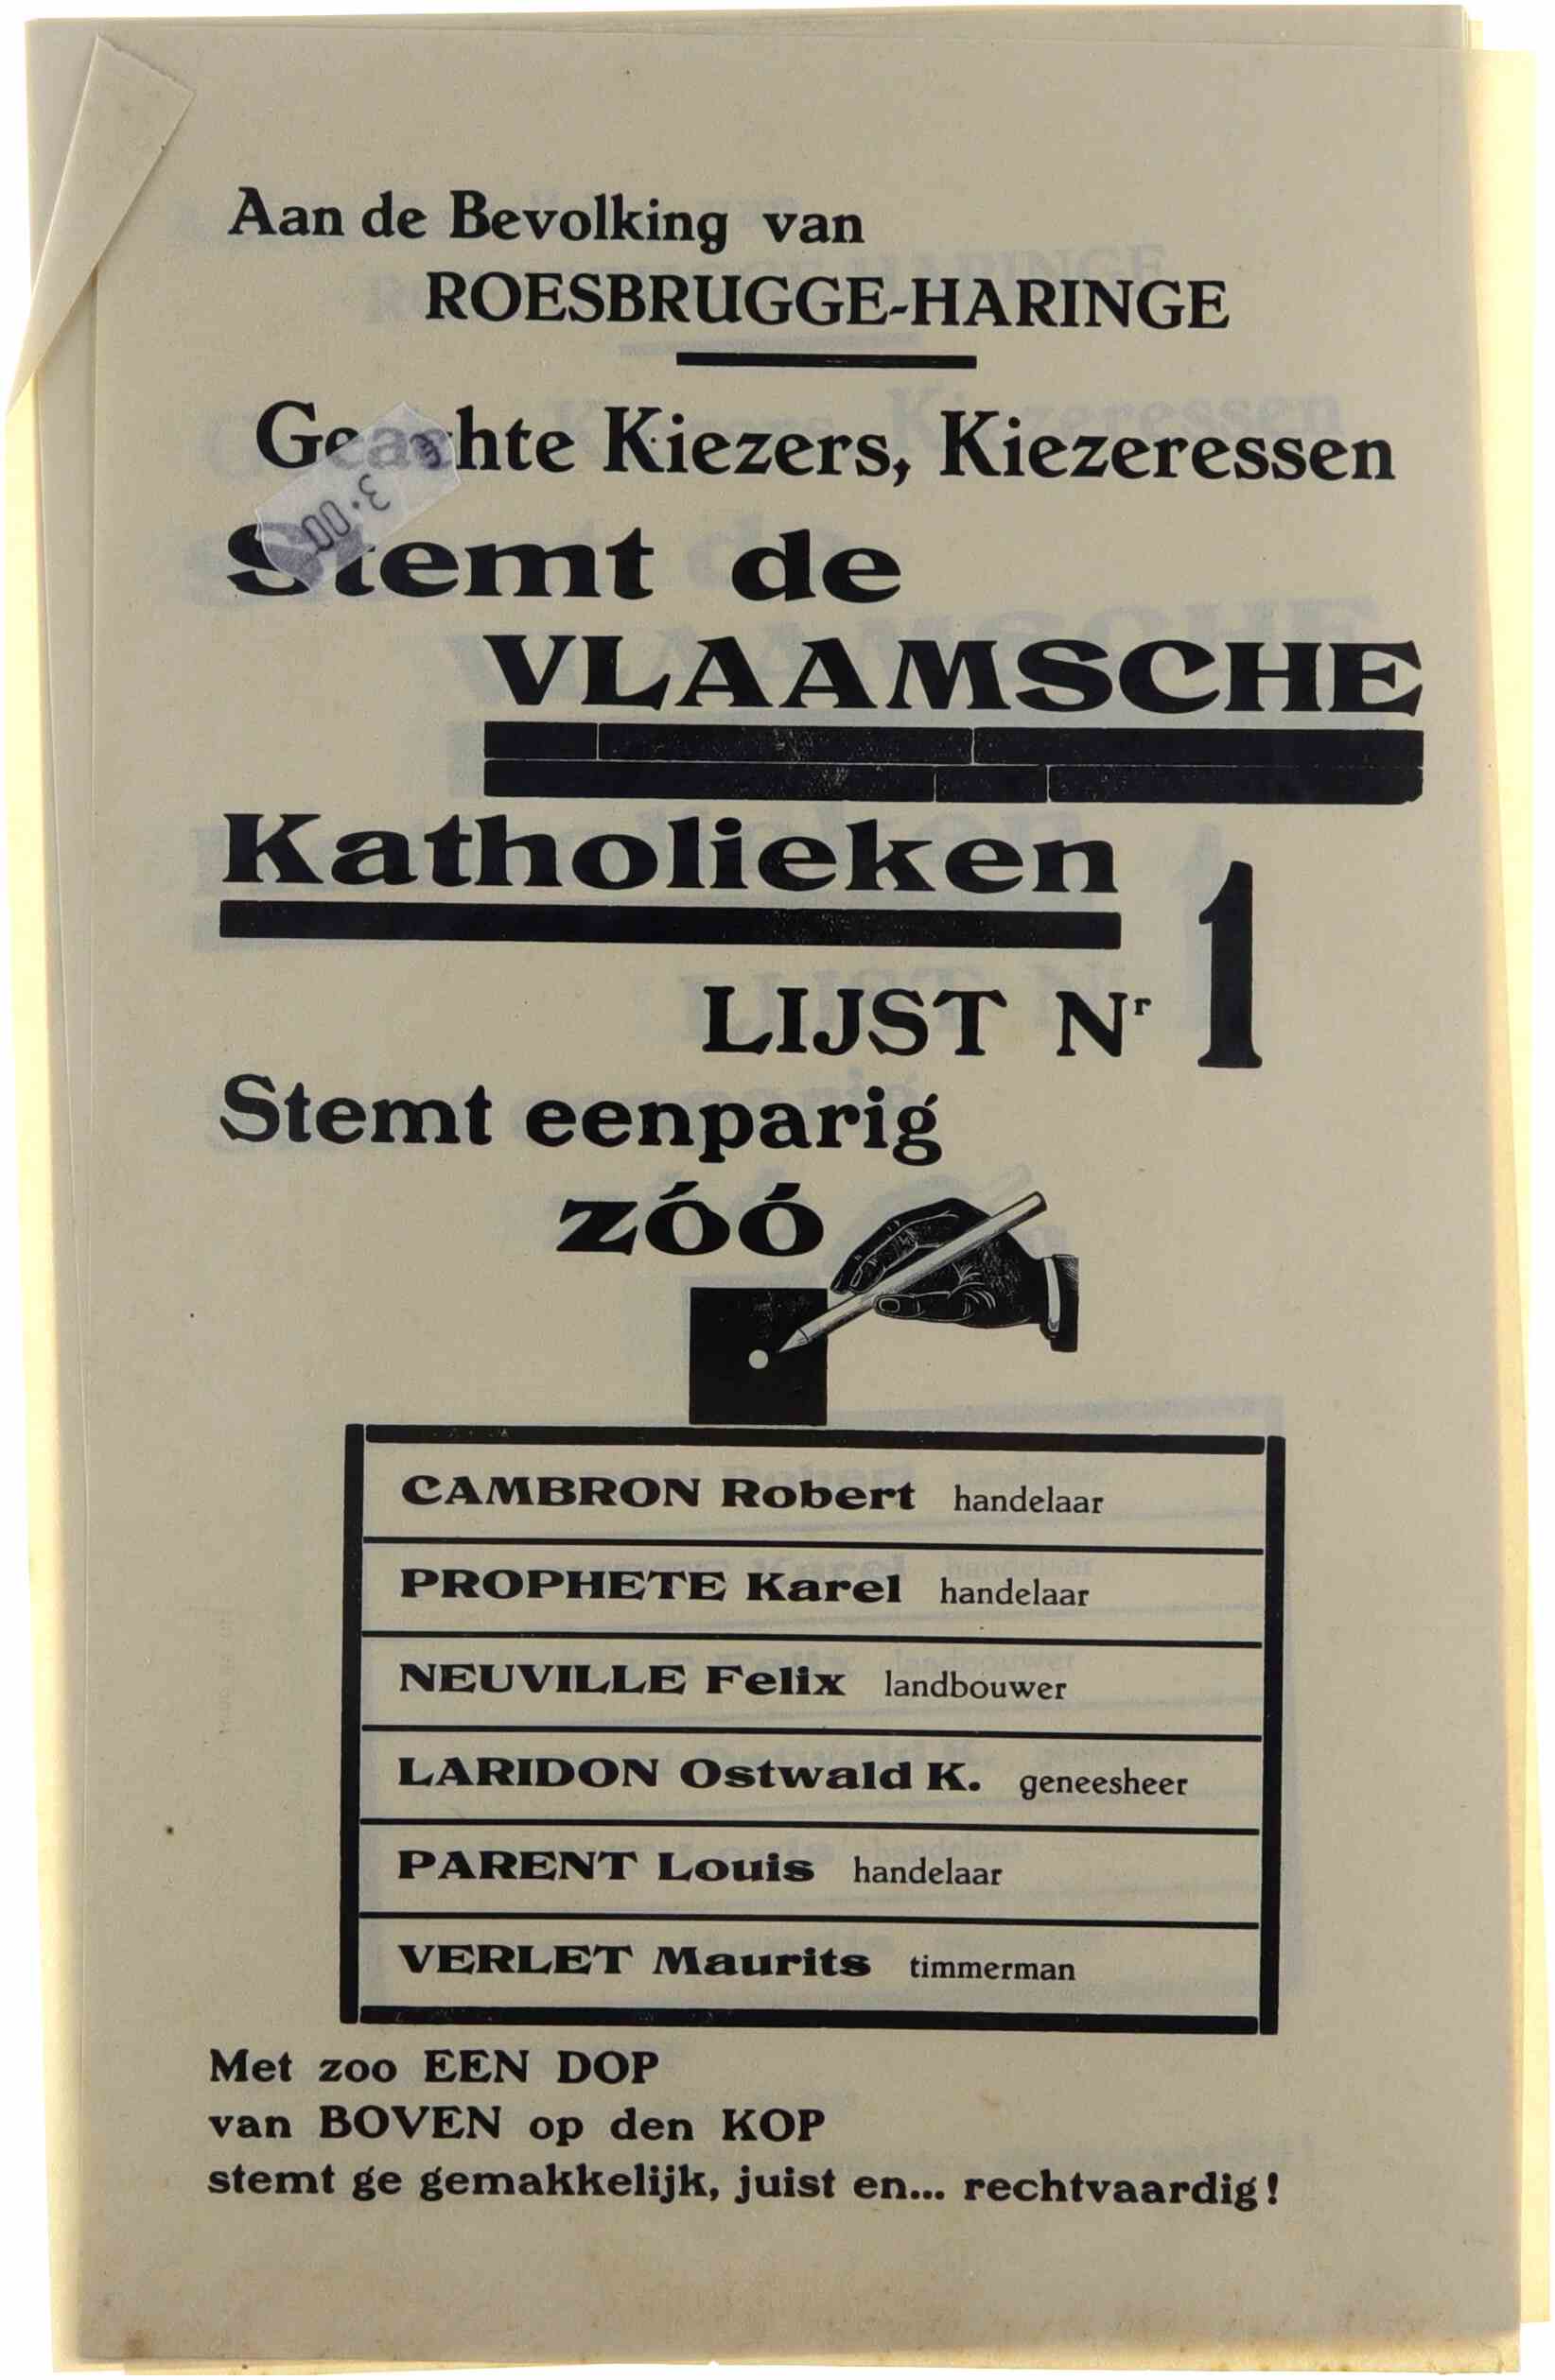 Aan de Bevolking van
ROESBRUGGE-HARINGE
Geachte Kiezers, Kiezeressen
3.00
Stemt de
VLAAMSCHE
Katholieken
LIJST Nr 1
Stemt eenparig
zóó
CAMBRON Robert handelaar
PROPHETE Karel handelaar
NEUVILLE Felix landbouwer
LARIDON Ostwald K. geneesheer
PARENT Louis handelaar
VERLET Maurits timmerman
Met zoo EEN DOP
van BOVEN op den KOP
stemt ge gemakkelijk, juist en... rechtvaardig!